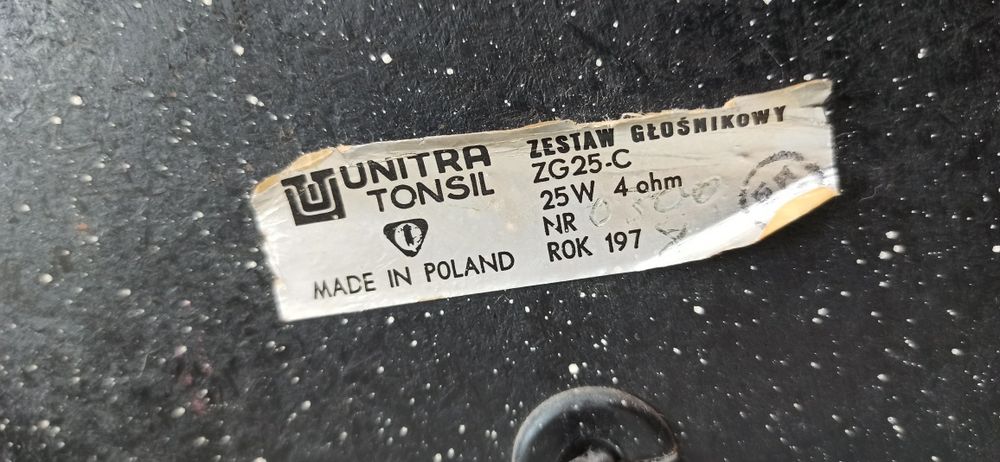 UNITRA
TONSIL
MADE IN POLAND
ZESTAW GŁOŚNIKOWY
ZG25-C
25W 4 ohm
NR
ROK 197